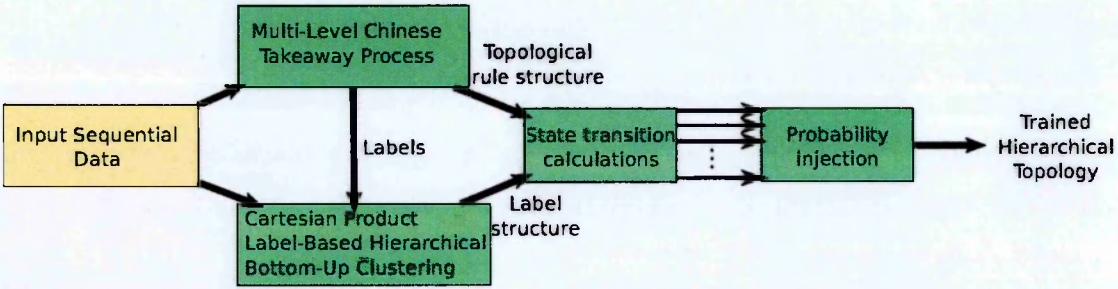 Multi-Level Chinese
Takeaway Process
Topological
rule structure
Input Sequential
Data
Labels
State transition
calculations
Probability
injection
Trained
Hierarchical
Topology
Cartesian Product
Label-Based Hierarchical
Bottom-Up Clustering
Label
structure